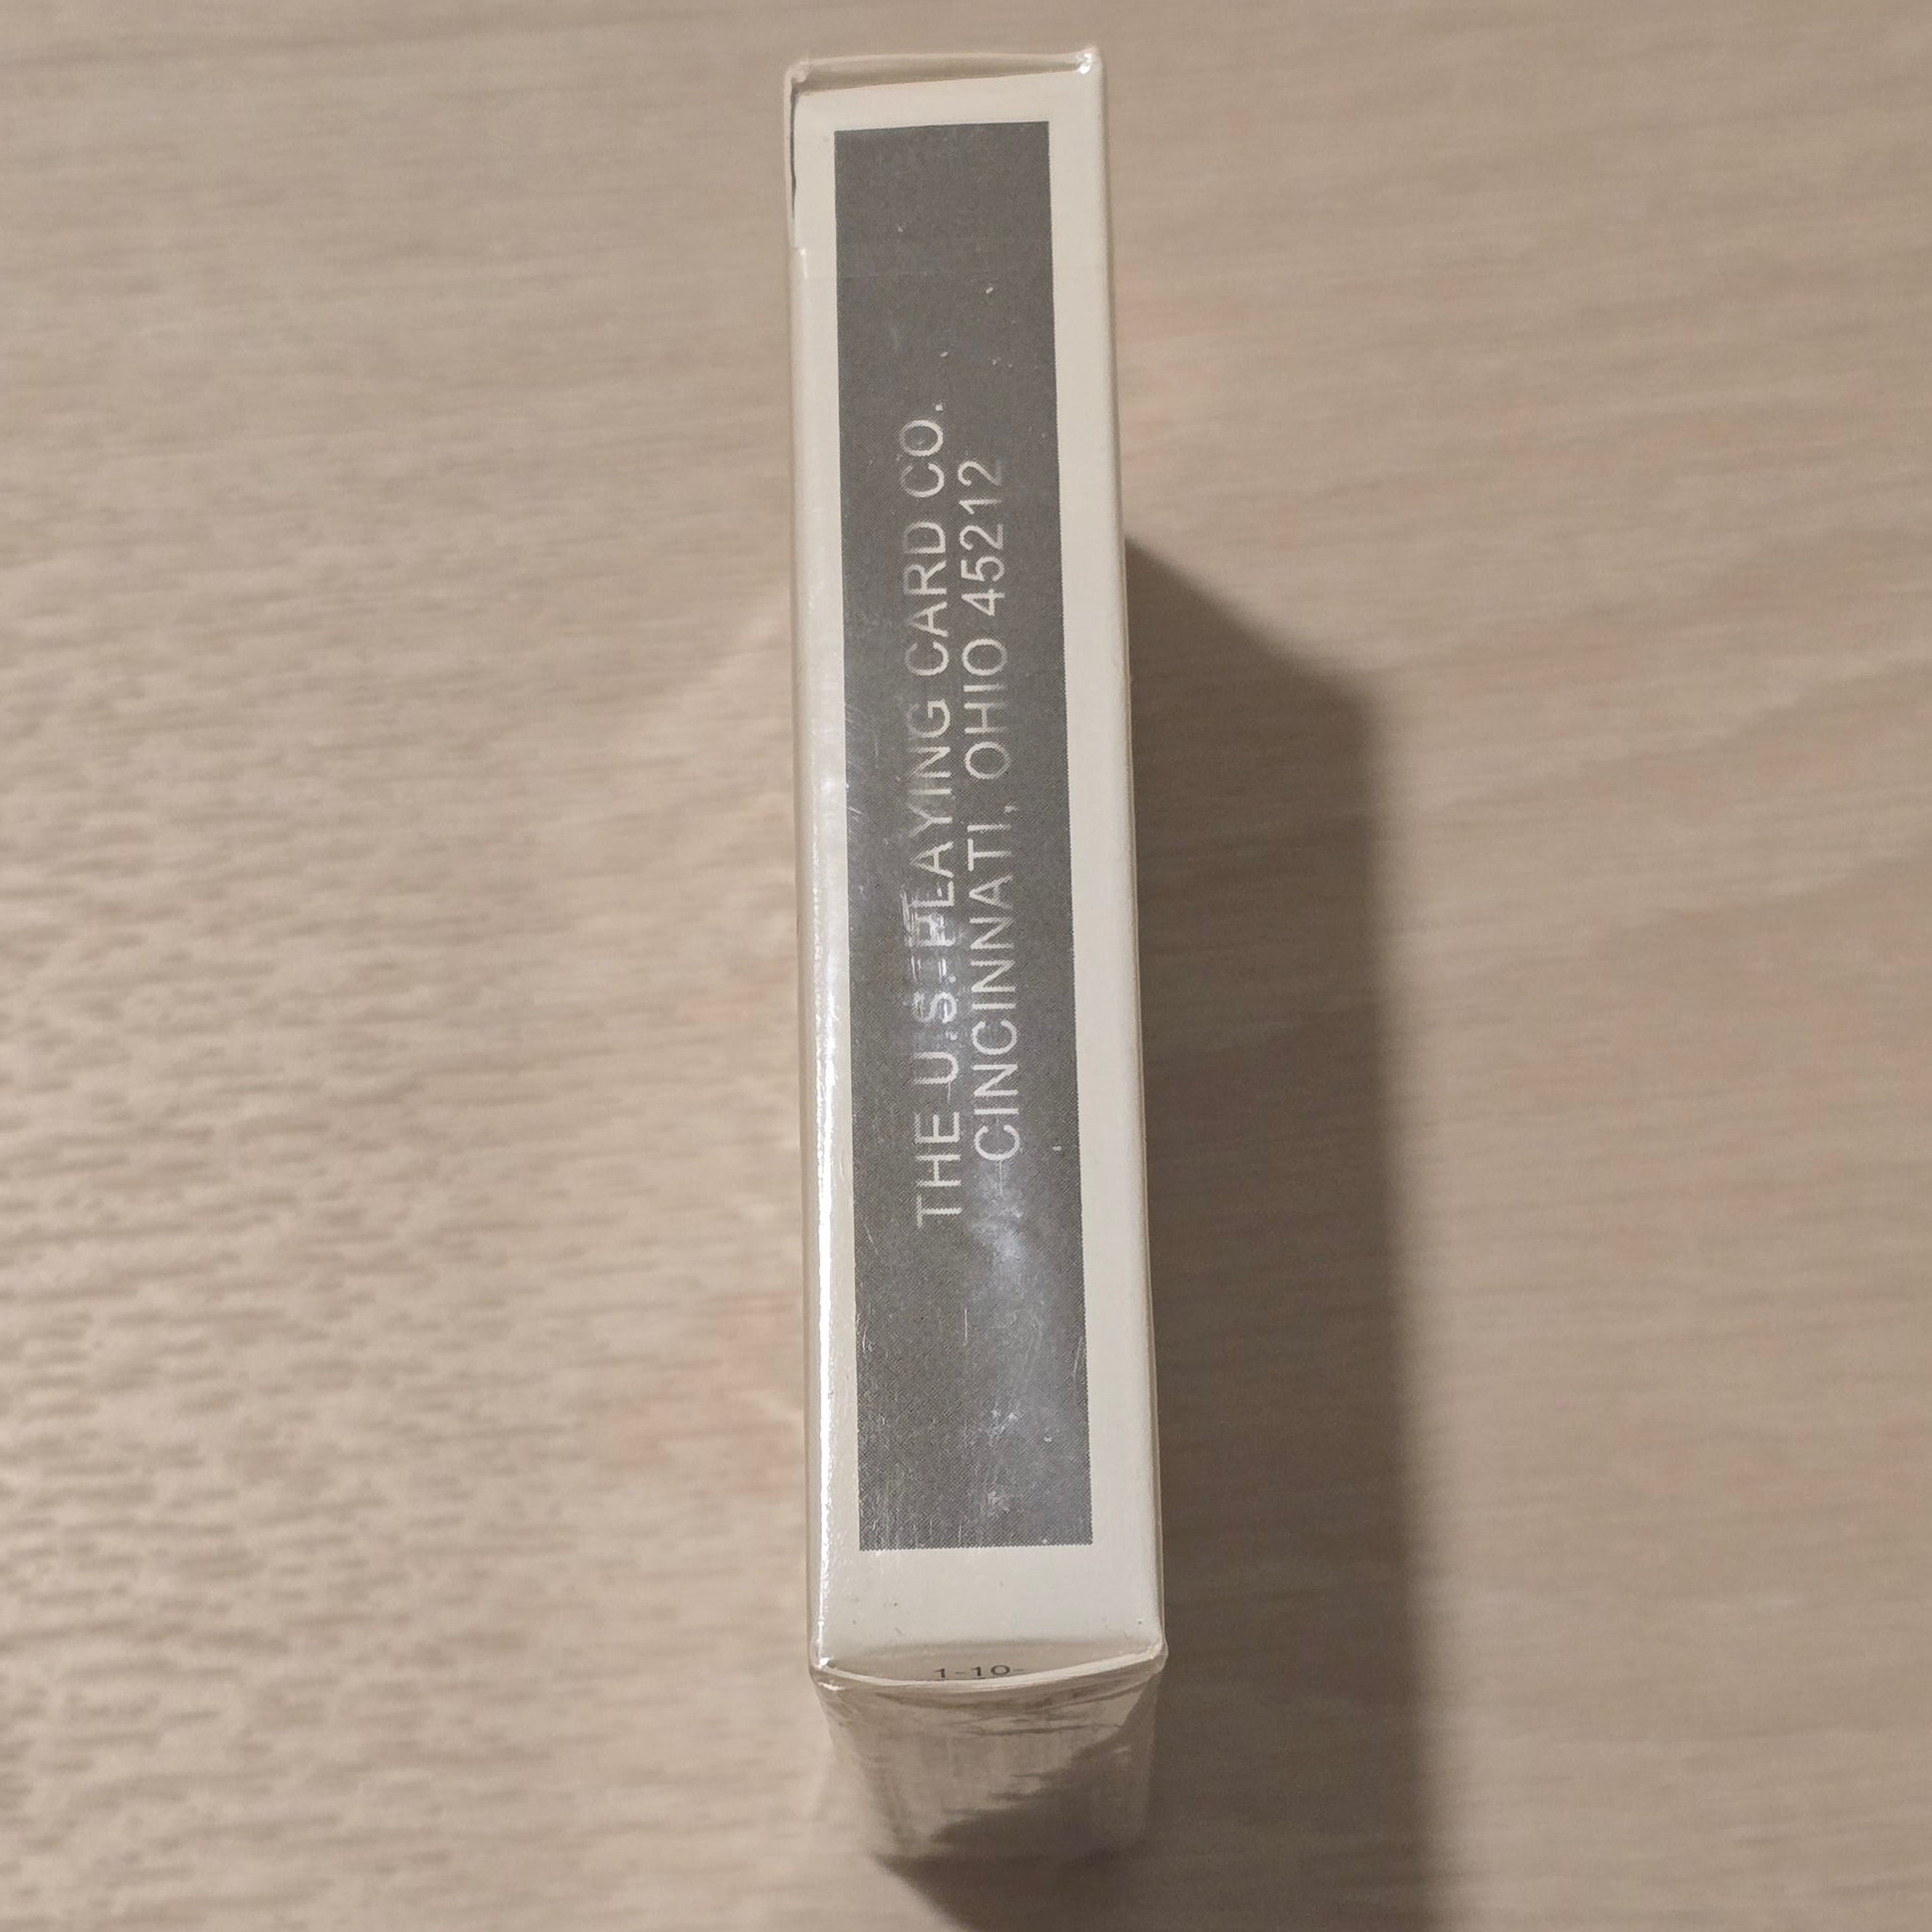 THE U.S. PLAYING CARD CO.
CINCINNATI, OHIO 45212
1-10-